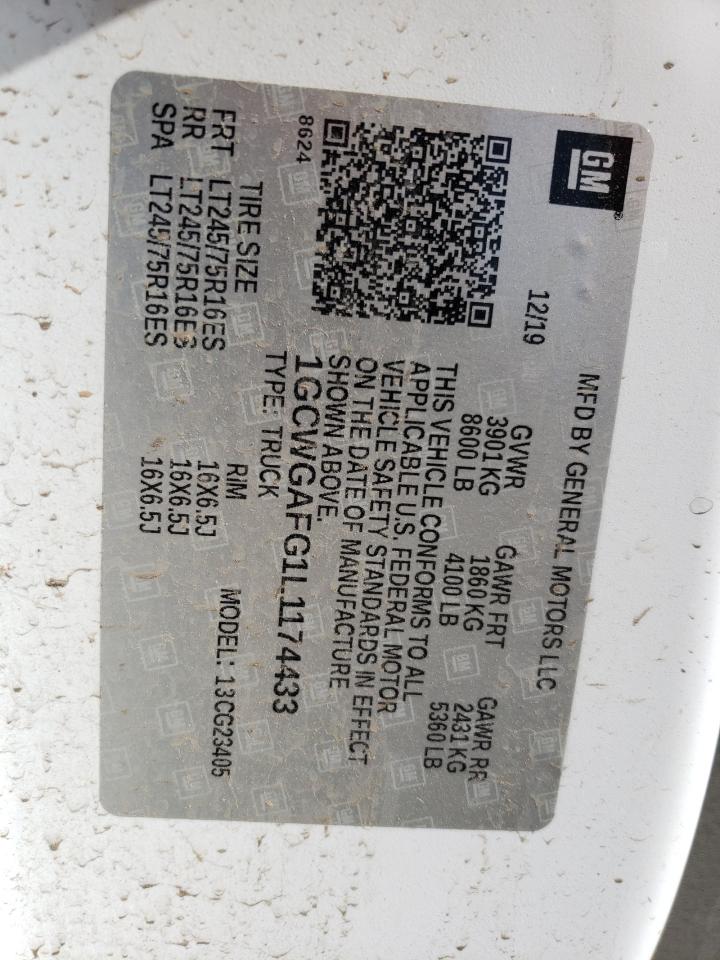 GM
MFD BY GENERAL MOTORS LLC
12/19
GVWR GAWR FRT GAWR RR
3901 KG 1860 KG 2431 KG
8600 LB 4100 LB 5360 LB
THIS VEHICLE CONFORMS TO ALL
APPLICABLE U.S. FEDERAL MOTOR
VEHICLE SAFETY STANDARDS IN EFFECT
ON THE DATE OF MANUFACTURE
SHOWN ABOVE.
1GCWGAFG1L1174433
8624
TYPE: TRUCK MODEL: 13CG23405
TIRE SIZE RIM
FRT LT245/75R16ES 16X6.5J
RR LT245/75R16ES 16X6.5J
SPA LT245/75R16ES 16X6.5J